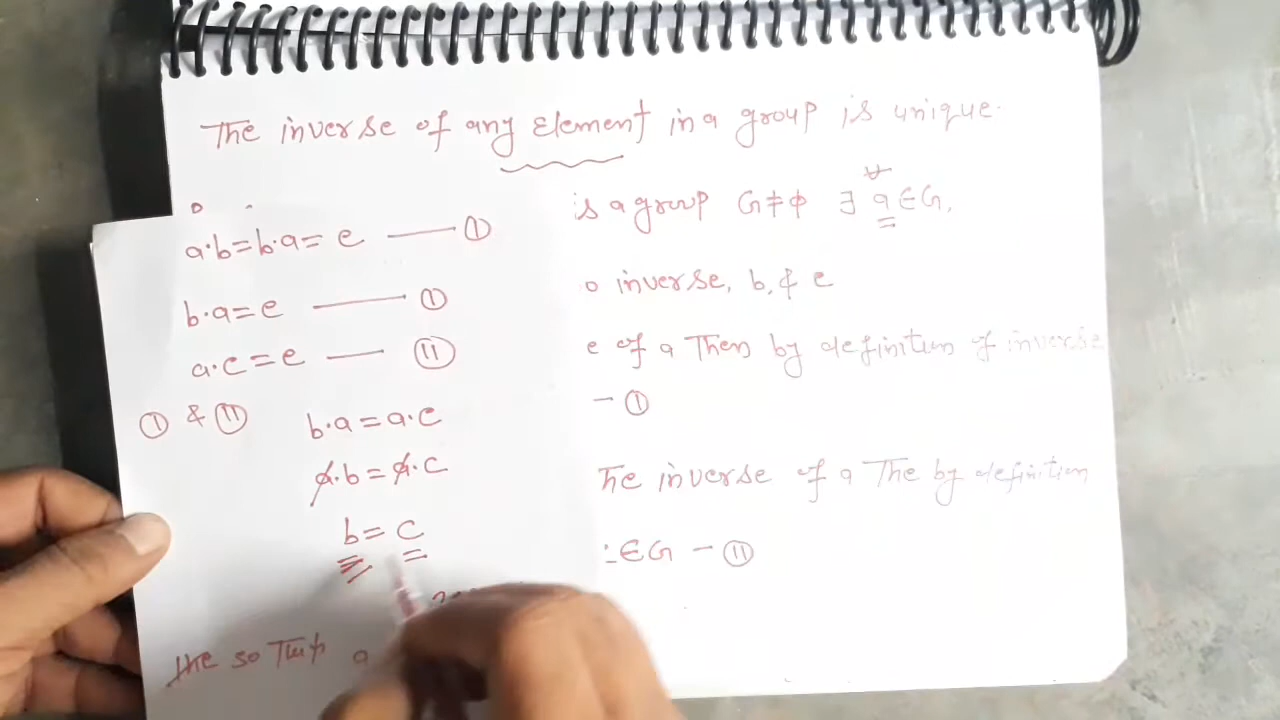 The inverse of any Element in a group is unique.
is a group G≠ϕ ∃ ∀ a∈G,
o inverse, b, & e
e of a Then by definition of inverse
— ①
The inverse of a The by definition
∈G — ⑪
a·b=b·a=e —— ①
b·a=e —— ①
a·c=e —— ⑪
① & ⑪ b·a=a·c
a·b=a·c
b=c
the so Thip a